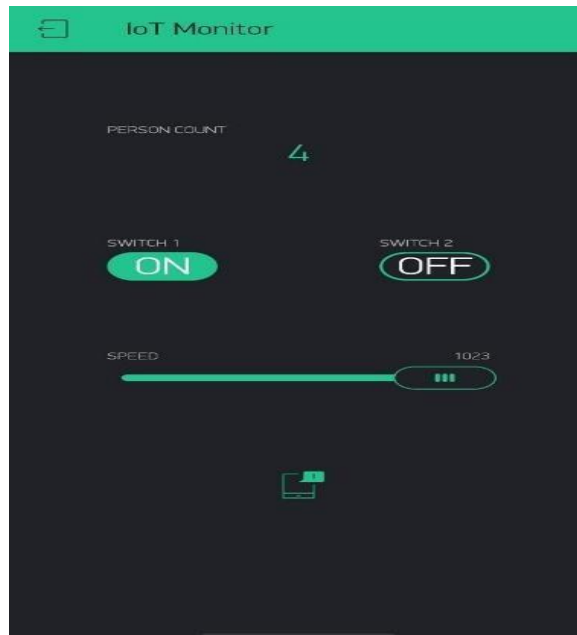 IoT Monitor
PERSON COUNT
4
SWITCH 1 SWITCH 2
ON OFF
SPEED 1023